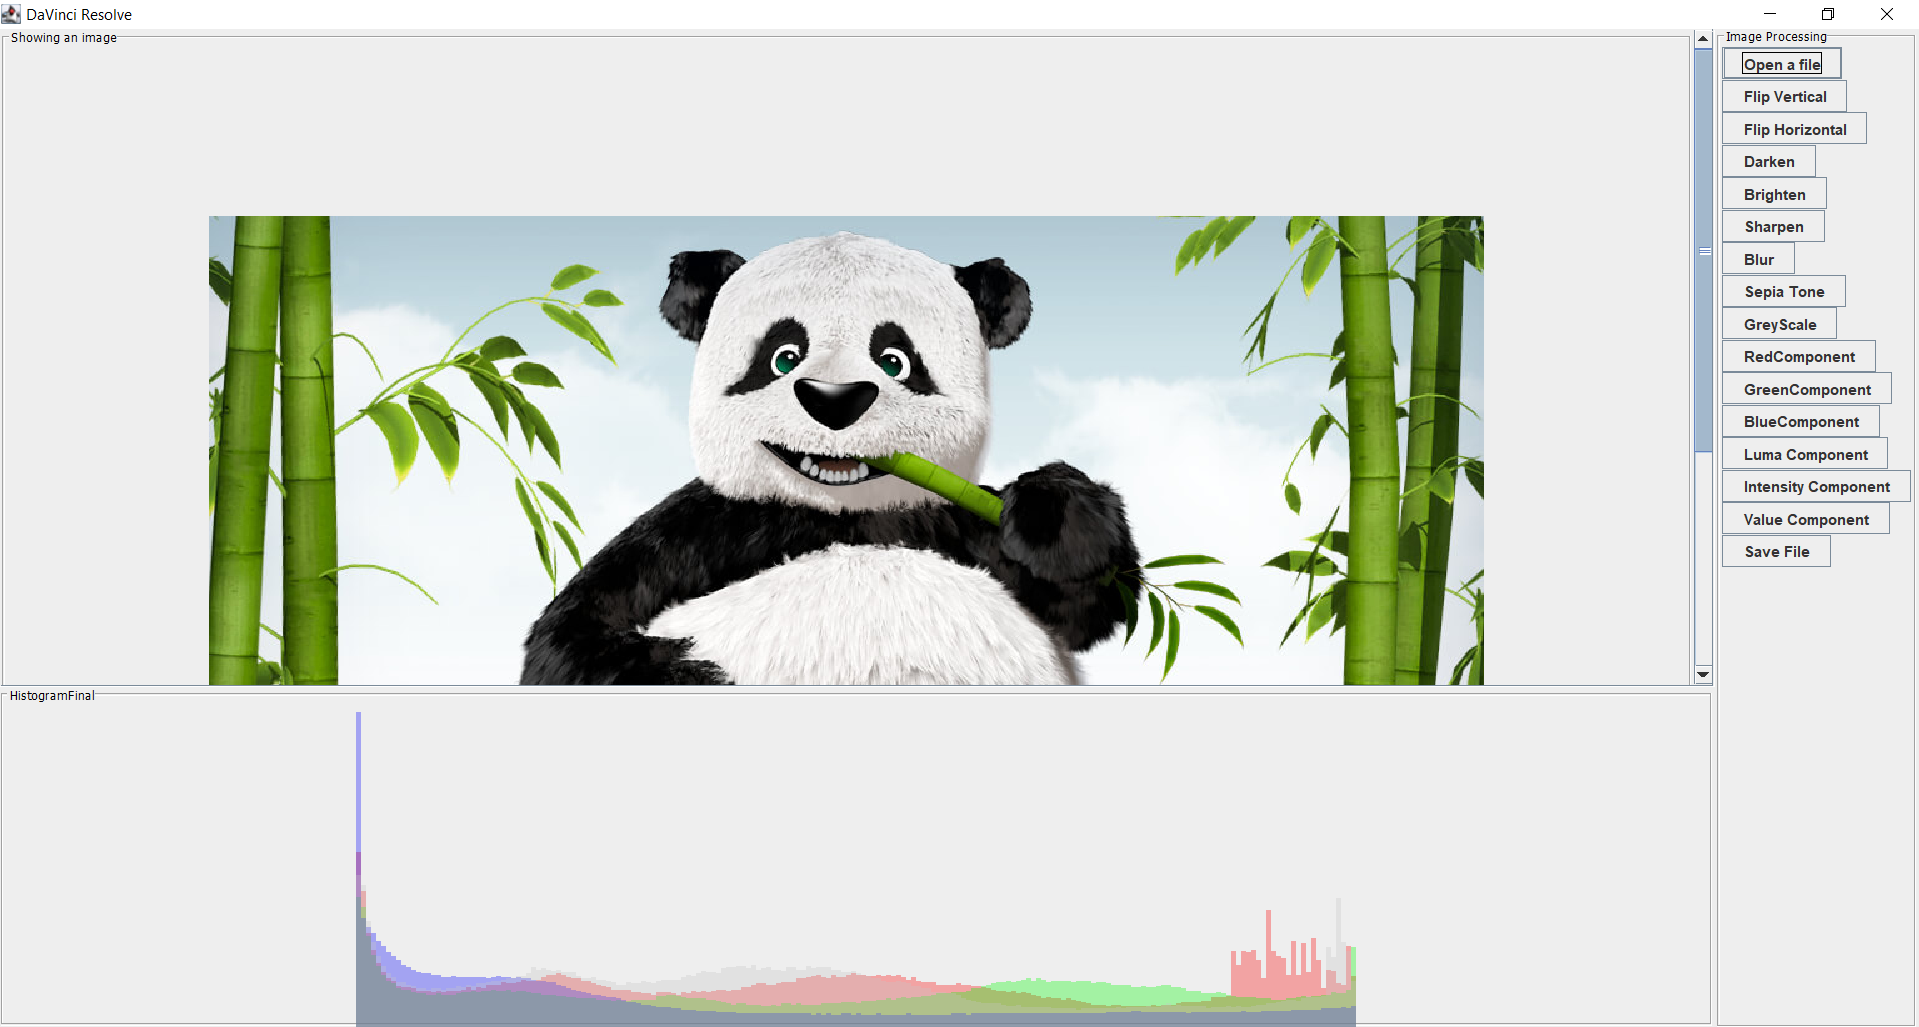 DaVinci Resolve
Showing an image
Image Processing
Open a file
Flip Vertical
Flip Horizontal
Darken
Brighten
Sharpen
Blur
Sepia Tone
GreyScale
RedComponent
GreenComponent
BlueComponent
Luma Component
Intensity Component
Value Component
Save File
HistogramFinal